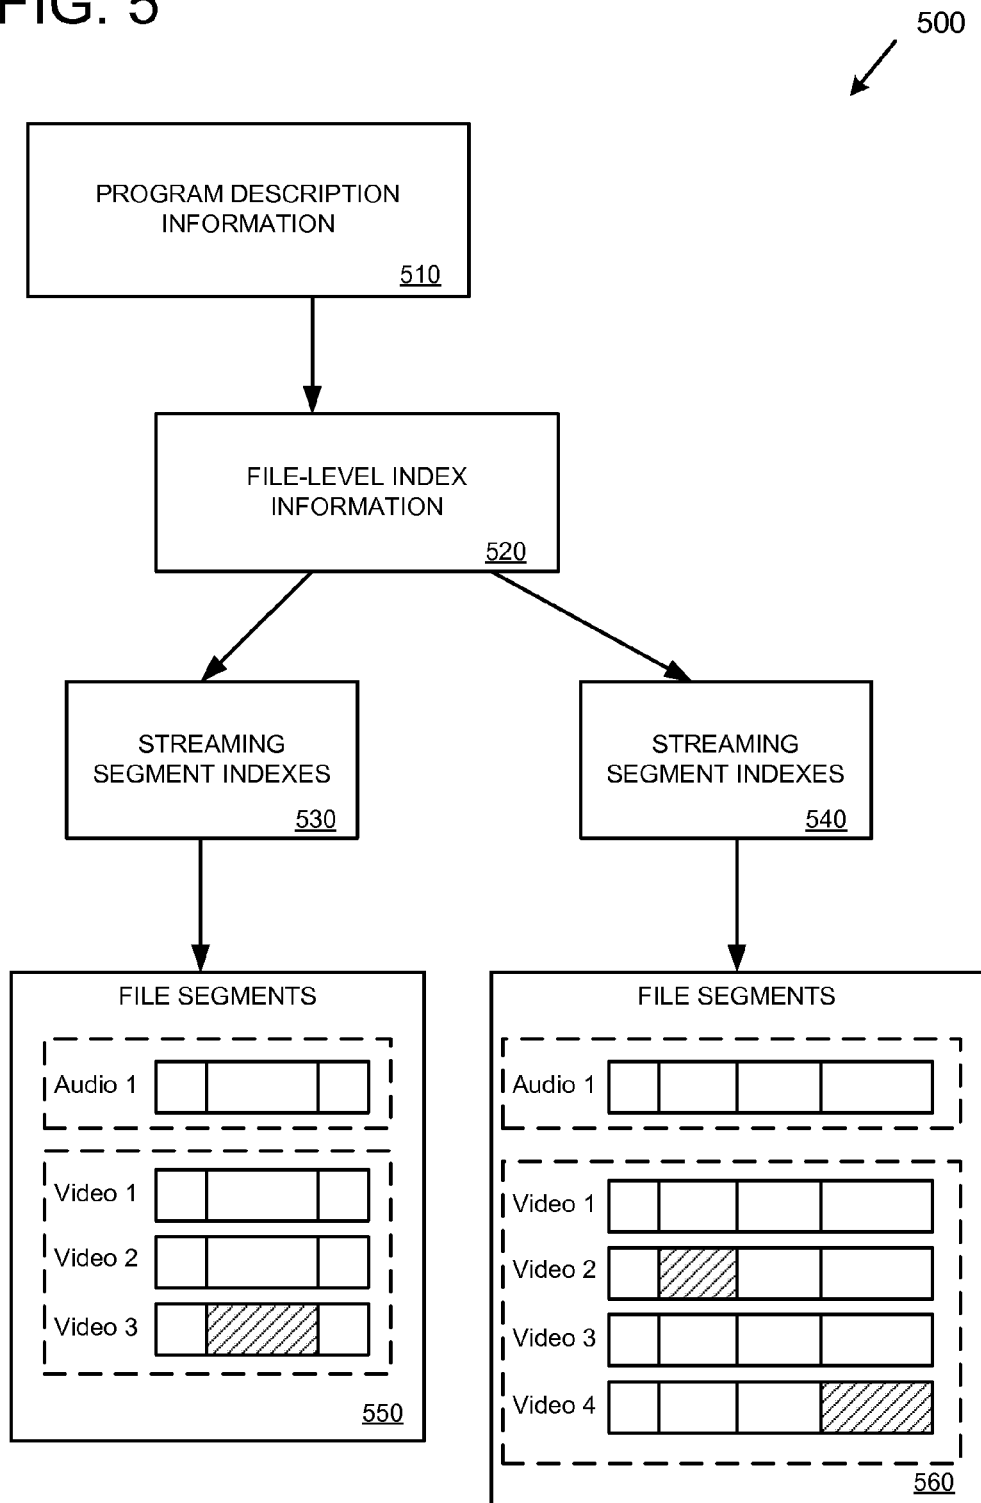 FIG. 5
500
PROGRAM DESCRIPTION
INFORMATION
510
FILE-LEVEL INDEX
INFORMATION
520
STREAMING
SEGMENT INDEXES
530
STREAMING
SEGMENT INDEXES
540
FILE SEGMENTS
Audio 1
Video 1
Video 2
Video 3
550
FILE SEGMENTS
Audio 1
Video 1
Video 2
Video 3
Video 4
560